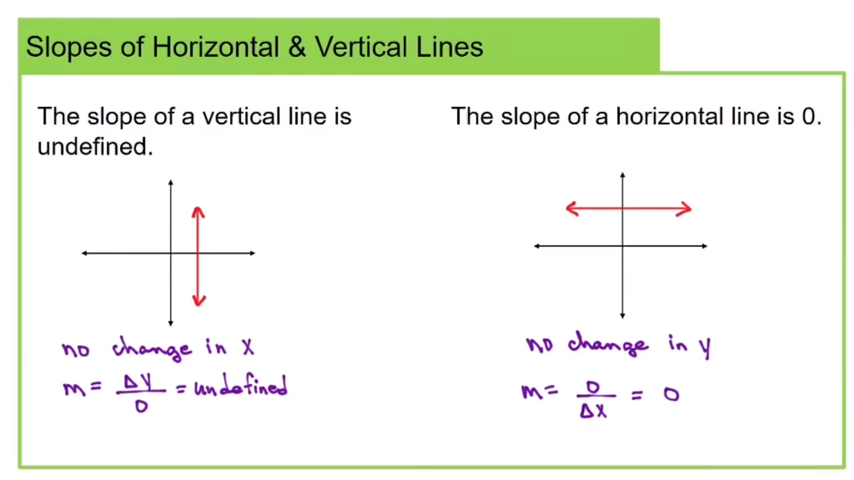 Slopes of Horizontal & Vertical Lines
The slope of a vertical line is
undefined.
no change in x
m = Δy/0 = undefined
The slope of a horizontal line is 0.
no change in y
m = 0/Δx = 0